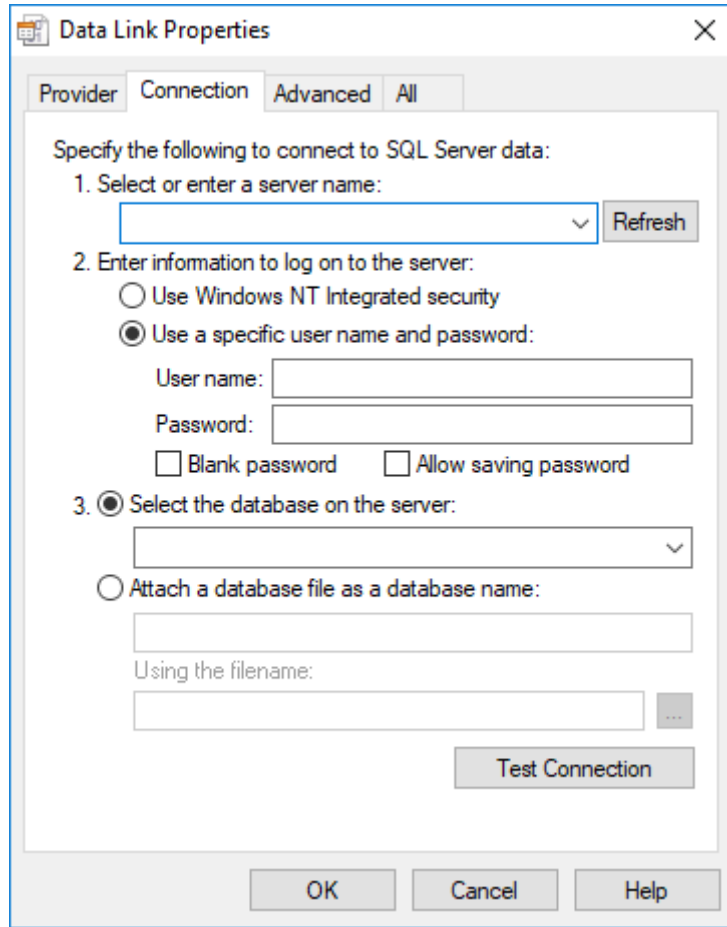 Data Link Properties
Provider Connection Advanced All
Specify the following to connect to SQL Server data:
1. Select or enter a server name:
Refresh
2. Enter information to log on to the server:
Use Windows NT Integrated security
Use a specific user name and password:
User name:
Password:
Blank password Allow saving password
3. Select the database on the server:
Attach a database file as a database name:
Using the filename:
...
Test Connection
OK Cancel Help